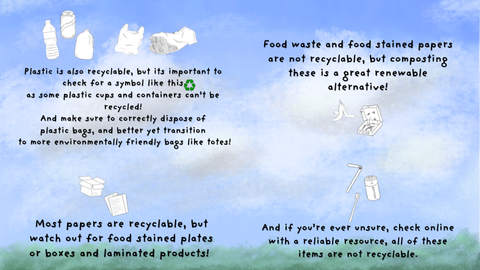 Plastic is also recyclable, but its important to
check for a symbol like this
as some plastic cups and containers can't be
recycled!
And make sure to correctly dispose of
plastic bags, and better yet transition
to more environmentally friendly bags like totes!
Food waste and food stained papers
are not recyclable, but composting
these is a great renewable
alternative!
Most papers are recyclable, but
watch out for food stained plates
or boxes and laminated products!
And if you're ever unsure, check online
with a reliable resource, all of these
items are not recyclable.